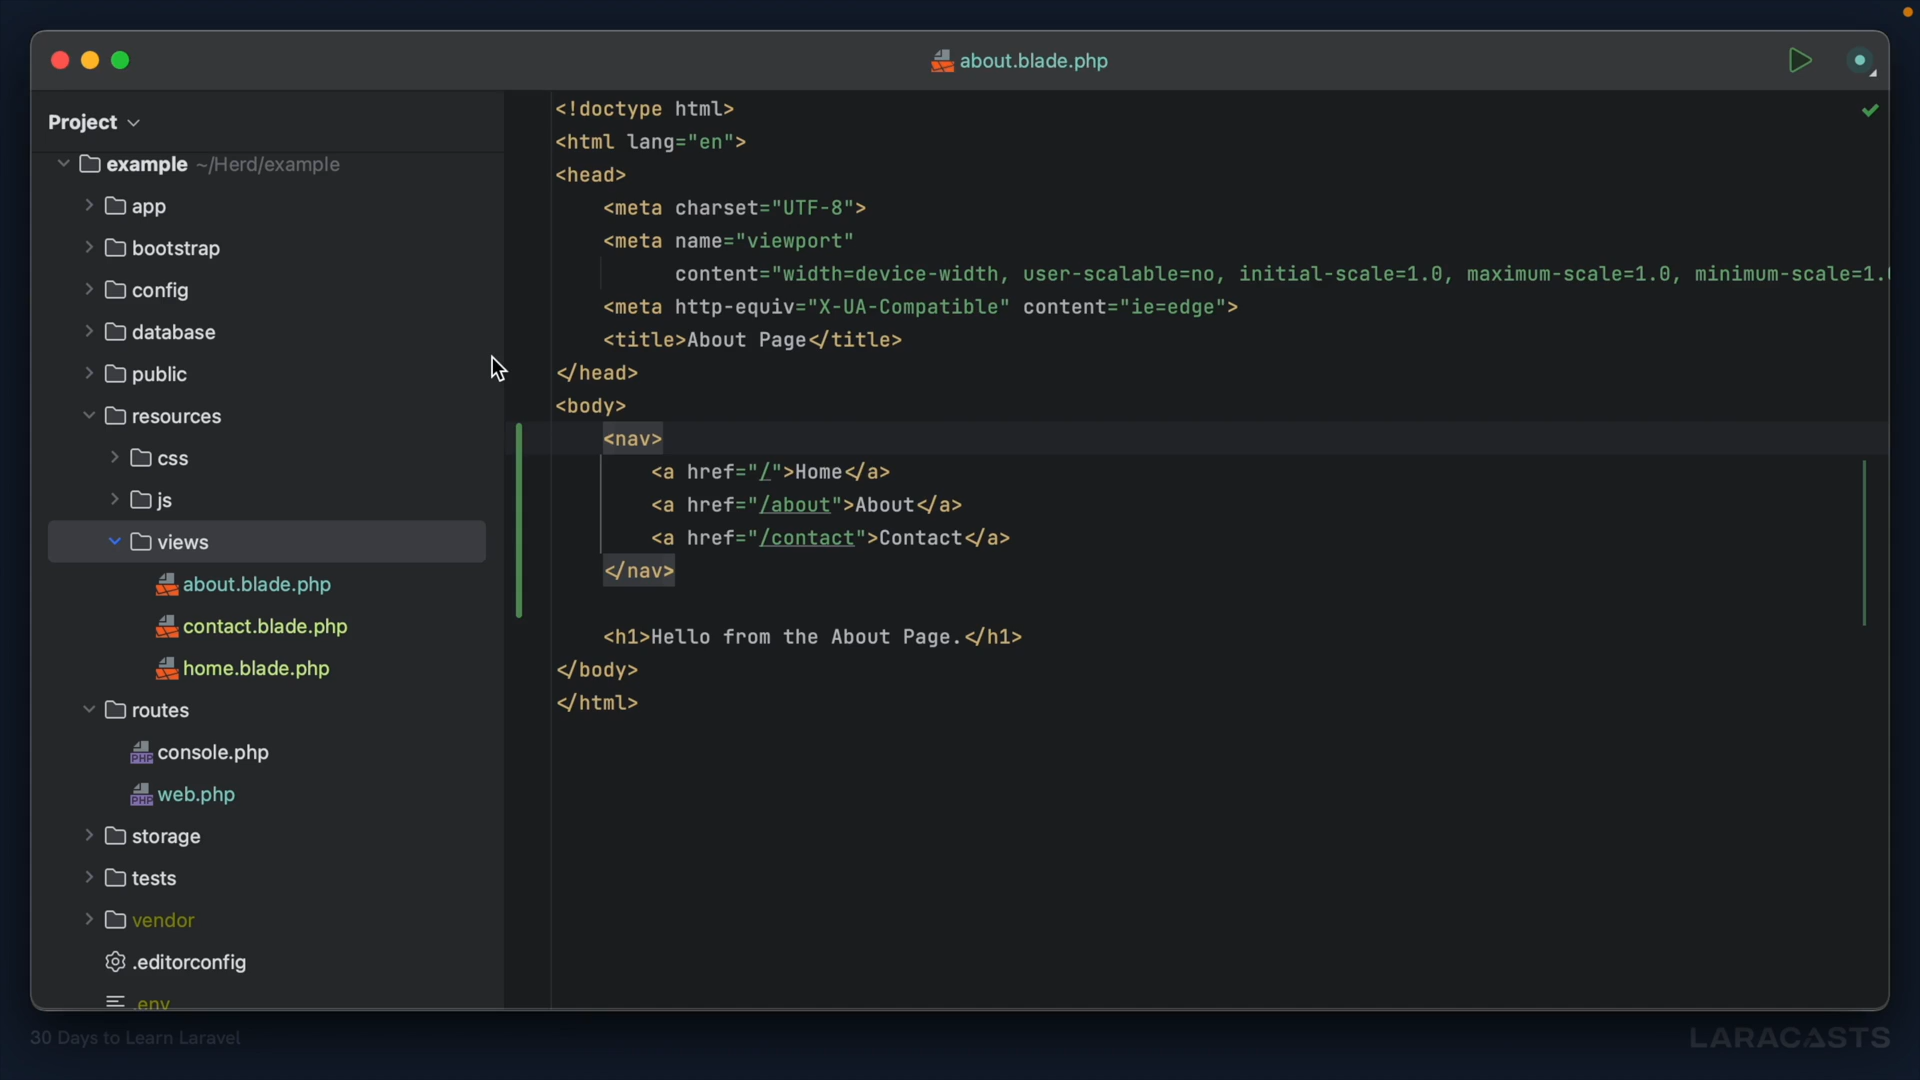 about.blade.php
Project
example ~/Herd/example
app
bootstrap
config
database
public
resources
css
js
views
about.blade.php
contact.blade.php
home.blade.php
routes
console.php
web.php
storage
tests
vendor
.editorconfig
.env
<!doctype html>
<html lang="en">
<head>
    <meta charset="UTF-8">
    <meta name="viewport"
          content="width=device-width, user-scalable=no, initial-scale=1.0, maximum-scale=1.0, minimum-scale=1.
    <meta http-equiv="X-UA-Compatible" content="ie=edge">
    <title>About Page</title>
</head>
<body>
    <nav>
        <a href="/">Home</a>
        <a href="/about">About</a>
        <a href="/contact">Contact</a>
    </nav>
    <h1>Hello from the About Page.</h1>
</body>
</html>
30 Days to Learn Laravel
LARACASTS